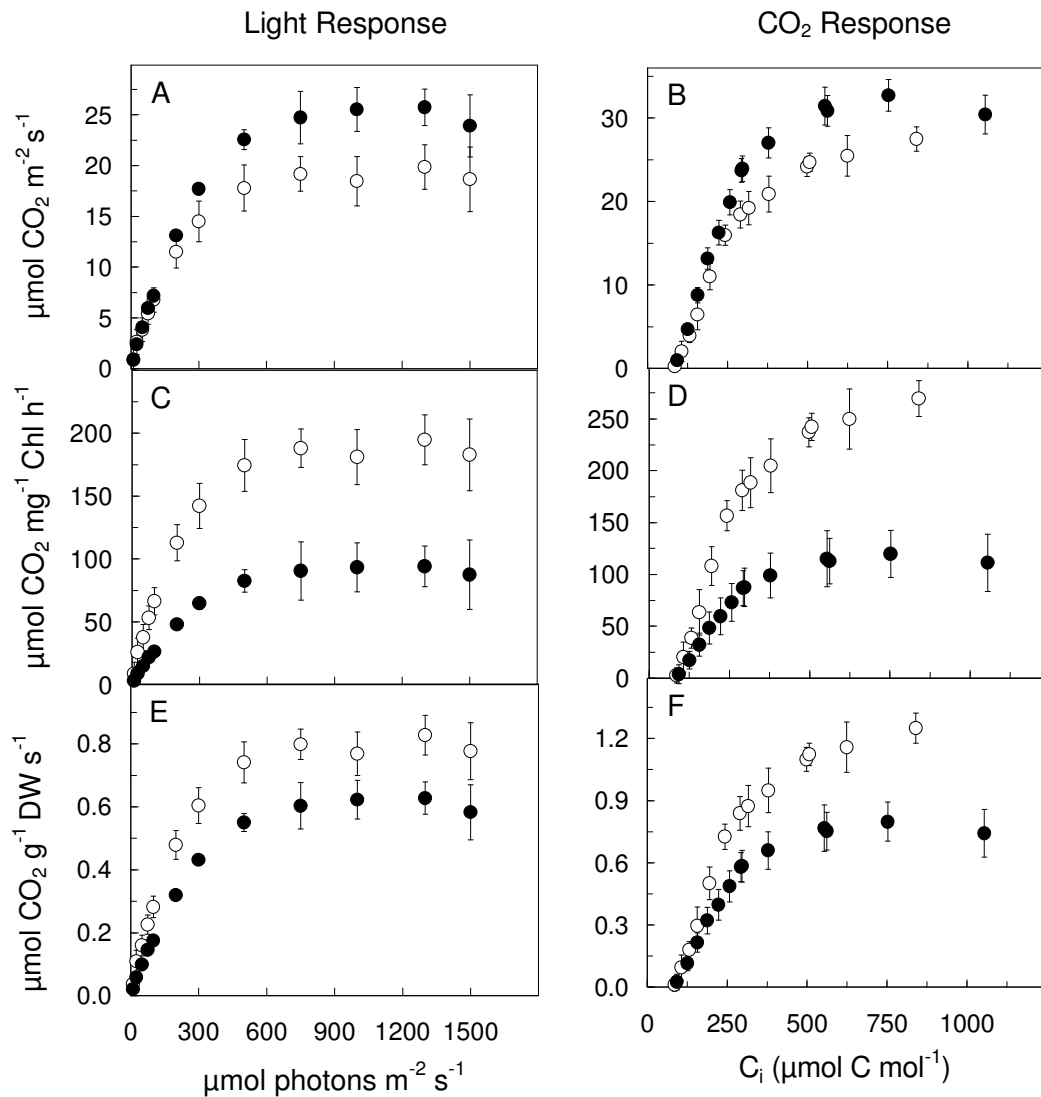 Light Response
CO₂ Response
A
B
µmol CO₂ m⁻² s⁻¹
25
20
15
10
5
0
30
20
10
0
C
D
µmol CO₂ mg⁻¹ Chl h⁻¹
200
150
100
50
0
250
200
150
100
50
0
E
F
µmol CO₂ g⁻¹ DW s⁻¹
0.8
0.6
0.4
0.2
0.0
1.2
0.9
0.6
0.3
0.0
0 300 600 900 1200 1500
0 250 500 750 1000
µmol photons m⁻² s⁻¹
Cᵢ (µmol C mol⁻¹)